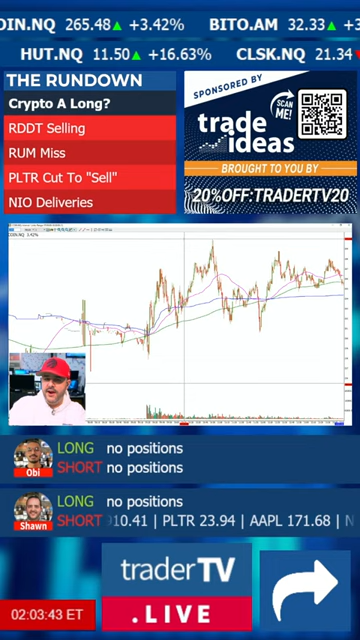 DIN.NQ 265.48 +3.42% BITO.AM 32.33 +3
HUT.NQ 11.50 +16.63% CLSK.NQ 21.34
THE RUNDOWN
Crypto A Long?
RDDT Selling
RUM Miss
PLTR Cut To "Sell"
NIO Deliveries
SPONSORED BY
SCAN ME!
trade ideas
BROUGHT TO YOU BY
20%OFF:TRADERTV20
LONG no positions
SHORT no positions
Obi
LONG no positions
SHORT 010.41 | PLTR 23.94 | AAPL 171.68 | N
Shawn
traderTV
.LIVE
02:03:43 ET